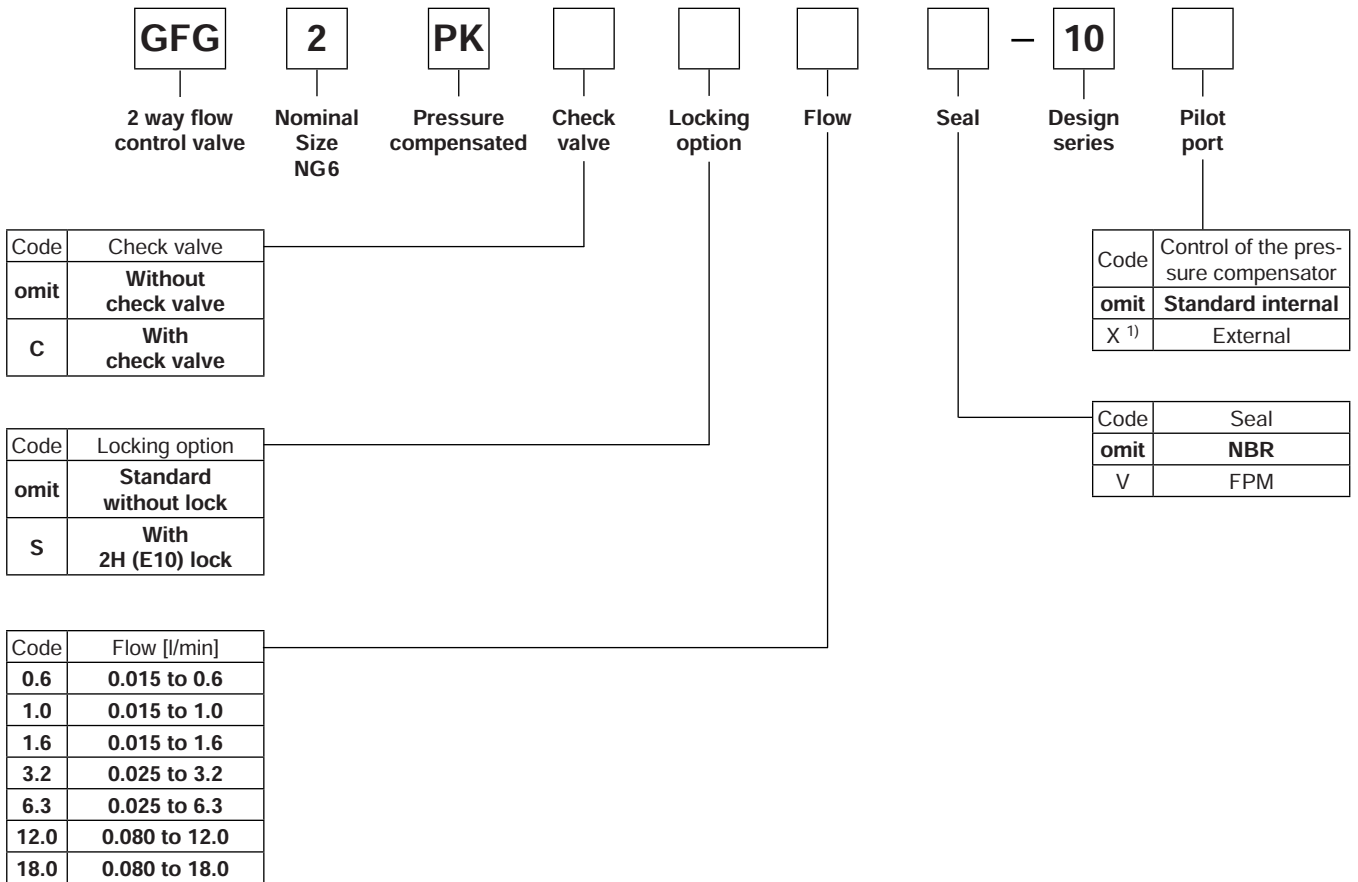 GFG 2 PK – 10
2 way flow
control valve
Nominal
Size
NG6
Pressure
compensated
Check
valve
Locking
option
Flow
Seal
Design
series
Pilot
port
Code Check valve
omit Without
check valve
C With
check valve
Code Locking option
omit Standard
without lock
S With
2H (E10) lock
Code Flow [l/min]
0.6 0.015 to 0.6
1.0 0.015 to 1.0
1.6 0.015 to 1.6
3.2 0.025 to 3.2
6.3 0.025 to 6.3
12.0 0.080 to 12.0
18.0 0.080 to 18.0
Code Control of the pres-
sure compensator
omit Standard internal
X 1) External
Code Seal
omit NBR
V FPM